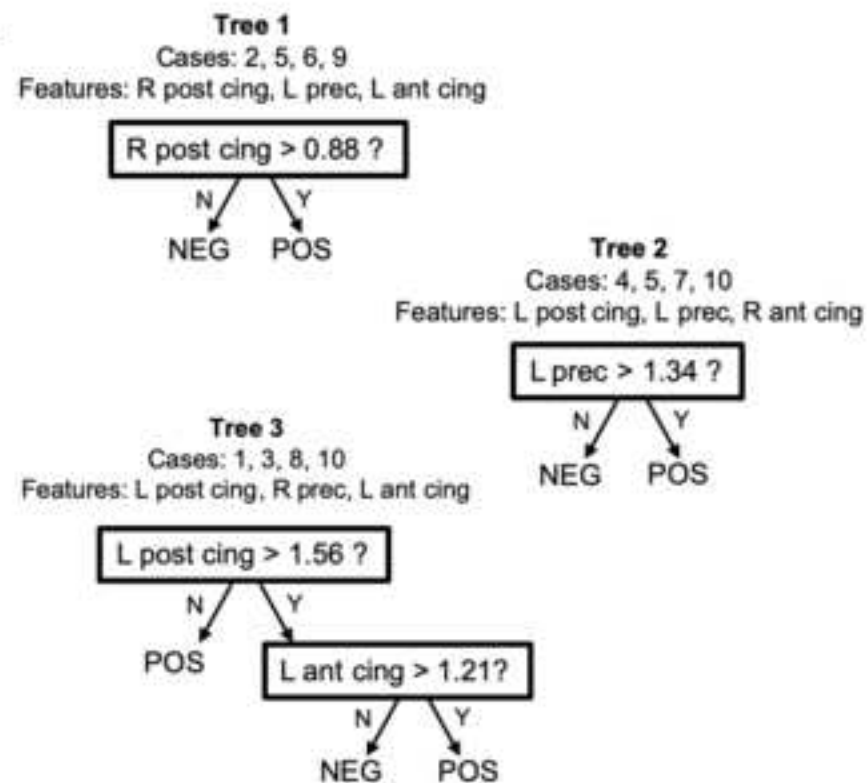 Tree 1
Cases: 2, 5, 6, 9
Features: R post cing, L prec, L ant cing
R post cing > 0.88 ?
N Y
NEG POS
Tree 2
Cases: 4, 5, 7, 10
Features: L post cing, L prec, R ant cing
L prec > 1.34 ?
N Y
NEG POS
Tree 3
Cases: 1, 3, 8, 10
Features: L post cing, R prec, L ant cing
L post cing > 1.56 ?
N Y
POS
L ant cing > 1.21?
N Y
NEG POS